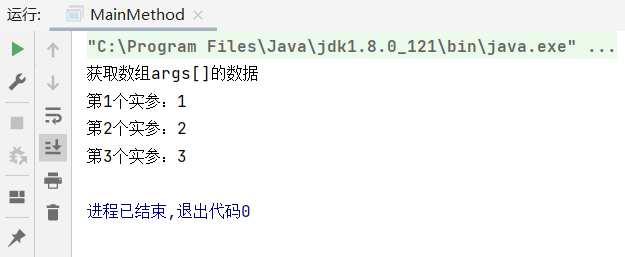 运行: MainMethod
"C:\Program Files\Java\jdk1.8.0_121\bin\java.exe" ...
获取数组args[]的数据
第1个实参：1
第2个实参：2
第3个实参：3
进程已结束,退出代码0